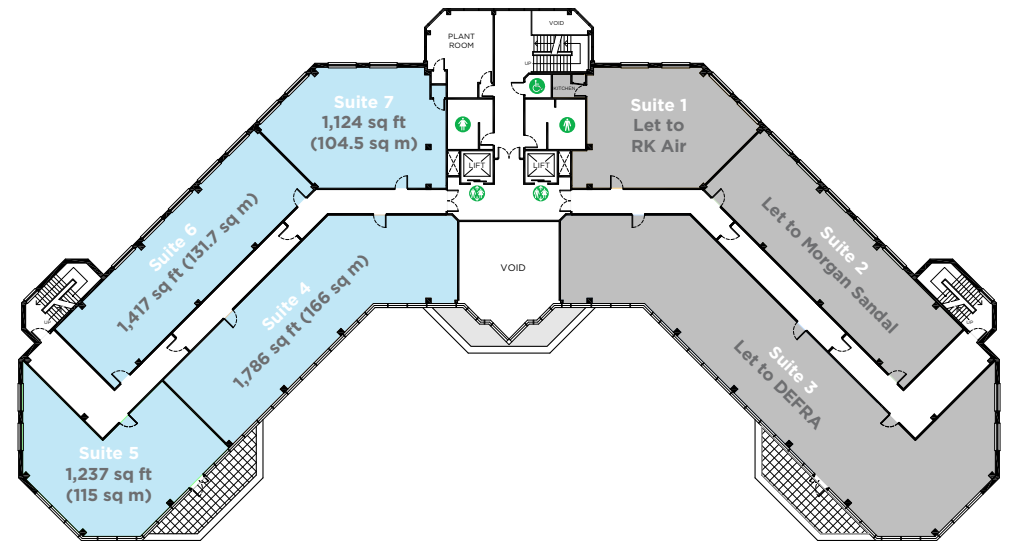 VOID
PLANT
ROOM
UP
KITCHEN
Suite 7
1,124 sq ft
(104.5 sq m)
Suite 1
Let to
RK Air
LIFT
LIFT
Suite 6
1,417 sq ft (131.7 sq m)
Suite 2
Let to Morgan Sandal
VOID
Suite 4
1,786 sq ft (166 sq m)
UP
UP
Suite 3
Let to DEFRA
Suite 5
1,237 sq ft
(115 sq m)